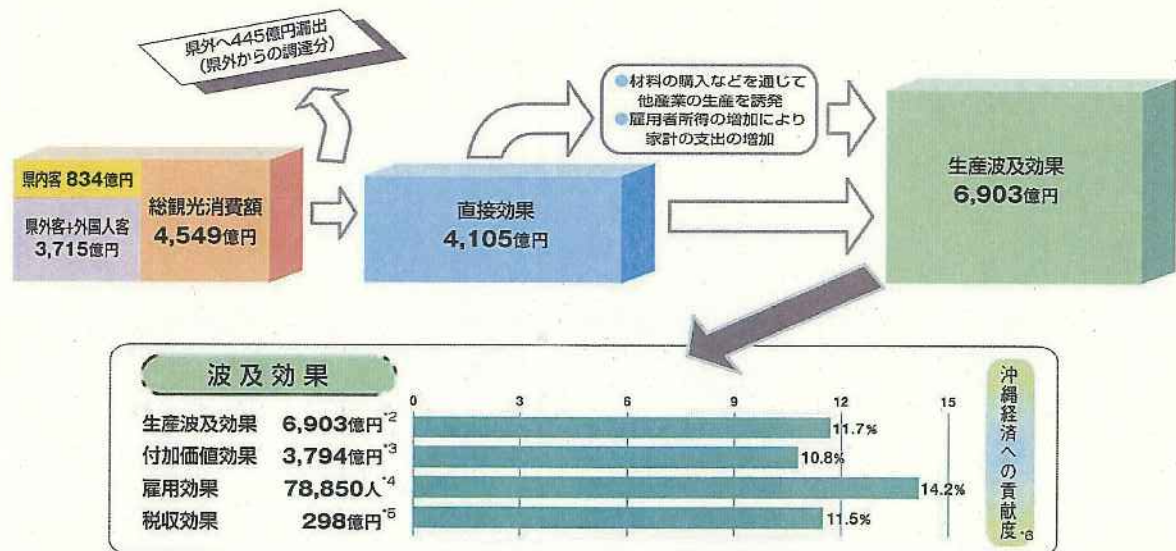 県外へ445億円漏出
(県外からの調達分)
●材料の購入などを通じて
他産業の生産を誘発
●雇用者所得の増加により
家計の支出の増加
県内客 834億円
県外客+外国人客
3,715億円
総観光消費額
4,549億円
直接効果
4,105億円
生産波及効果
6,903億円
波及効果
0 3 6 9 12 15
生産波及効果 6,903億円*2 11.7%
付加価値効果 3,794億円*3 10.8%
雇用効果 78,850人*4 14.2%
税収効果 298億円*5 11.5%
沖縄経済への貢献度*6